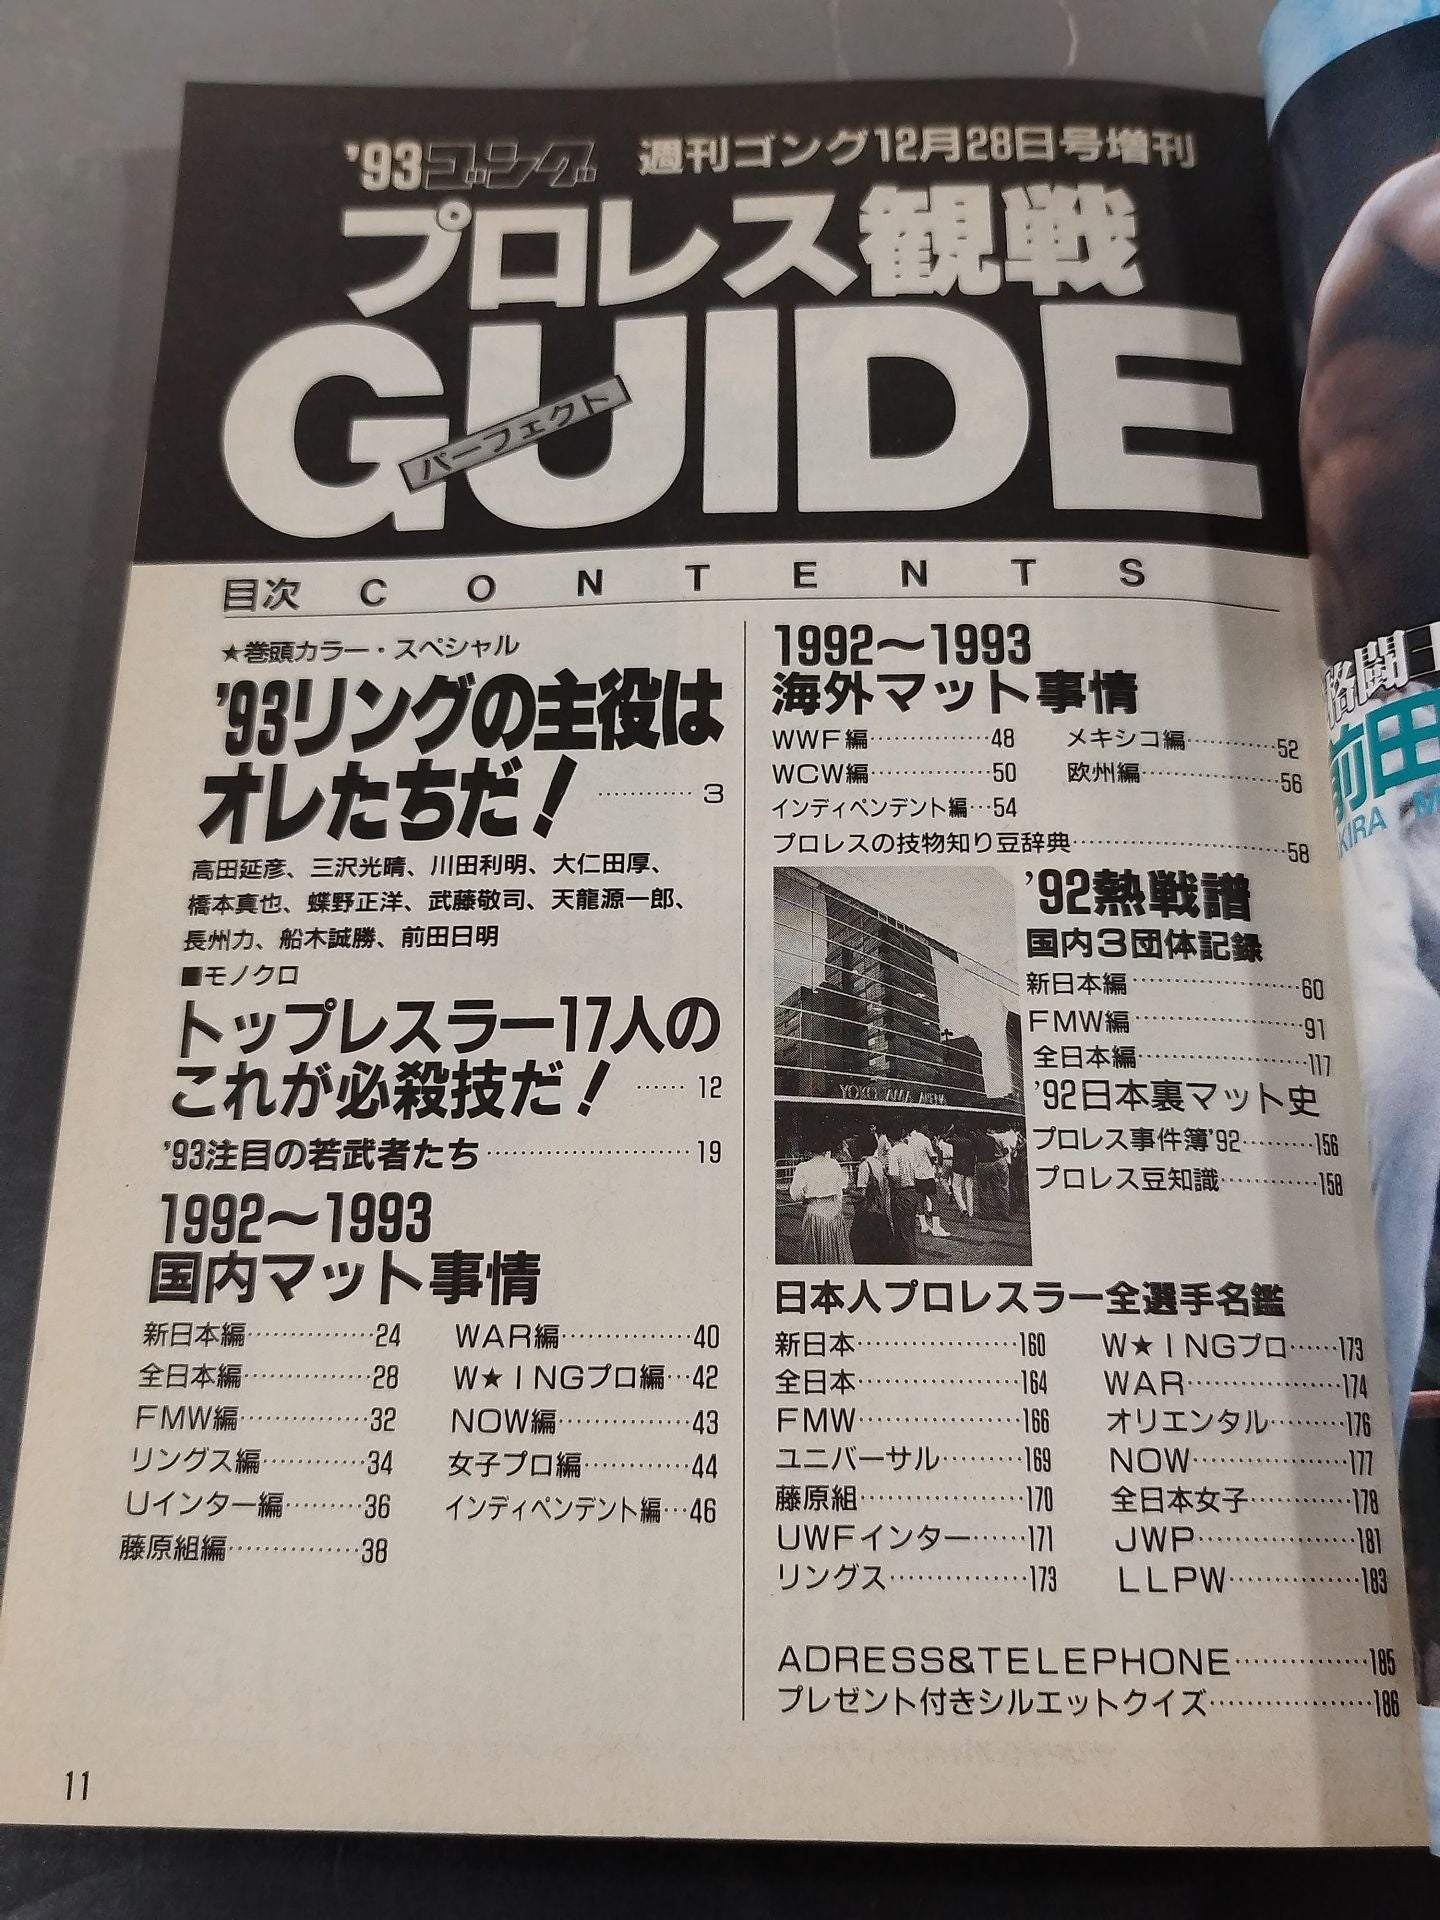 '93ゴング 週刊ゴング12月28日号増刊
プロレス観戦
GUIDE
パーフェクト
目次 CONTENTS
★巻頭カラー・スペシャル
'93リングの主役は
オレたちだ!…………3
高田延彦、三沢光晴、川田利明、大仁田厚、
橋本真也、蝶野正洋、武藤敬司、天龍源一郎、
長州力、船木誠勝、前田日明
■モノクロ
トップレスラー17人の
これが必殺技だ!……12
'93注目の若武者たち……………………19
1992〜1993
国内マット事情
新日本編……………24
全日本編……………28
FMW編……………32
リングス編…………34
Uインター編………36
藤原組編……………38
WAR編……………40
W★INGプロ編…42
NOW編……………43
女子プロ編…………44
インディペンデント編…46
1992〜1993
海外マット事情
WWF編……………48
WCW編……………50
インディペンデント編…54
メキシコ編…………52
欧州編……………56
プロレスの技物知り豆辞典……………………58
'92熱戦譜
国内3団体記録
新日本編…………………60
FMW編…………………91
全日本編…………………117
'92日本裏マット史
プロレス事件簿'92………156
プロレス豆知識…………158
YOKOHAMA ARENA
日本人プロレスラー全選手名鑑
新日本………………160
全日本………………164
FMW………………166
ユニバーサル………169
藤原組………………170
UWFインター……171
リングス……………173
W★INGプロ……173
WAR………………174
オリエンタル………176
NOW………………177
全日本女子…………178
JWP………………181
LLPW……………183
ADRESS&TELEPHONE……………185
プレゼント付きシルエットクイズ………………186
11
格闘王
前田
KIRA M